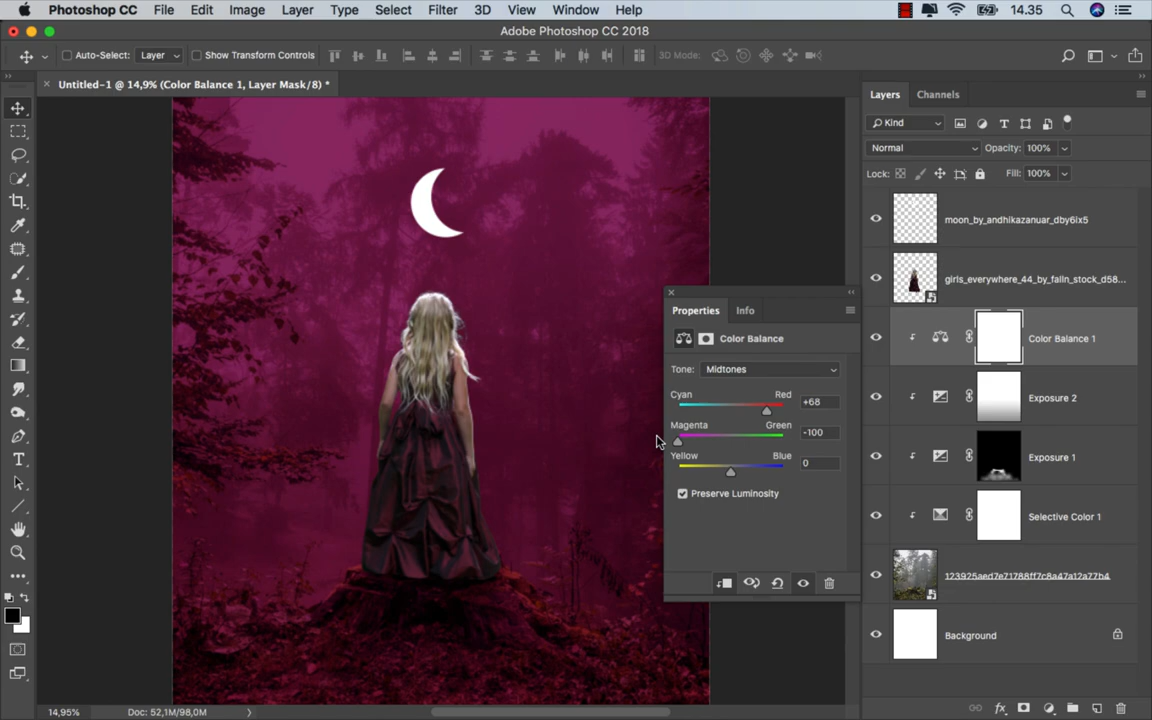 Photoshop CC File Edit Image Layer Type Select Filter 3D View Window Help 14.35
Adobe Photoshop CC 2018
Auto-Select: Layer Show Transform Controls 3D Mode:
Untitled-1 @ 14,9% (Color Balance 1, Layer Mask/8) *
Layers Channels
Kind
Normal Opacity: 100%
Lock: Fill: 100%
moon_by_andhikazanuar_dby6ix5
girls_everywhere_44_by_falln_stock_d58...
Properties Info
Color Balance
Color Balance 1
Tone: Midtones
Cyan Red +68
Exposure 2
Magenta Green -100
Yellow Blue 0
Exposure 1
Preserve Luminosity
Selective Color 1
123925aed7e71788ff7c8a47a12a77b4
Background
14,95% Doc: 52,1M/98,0M